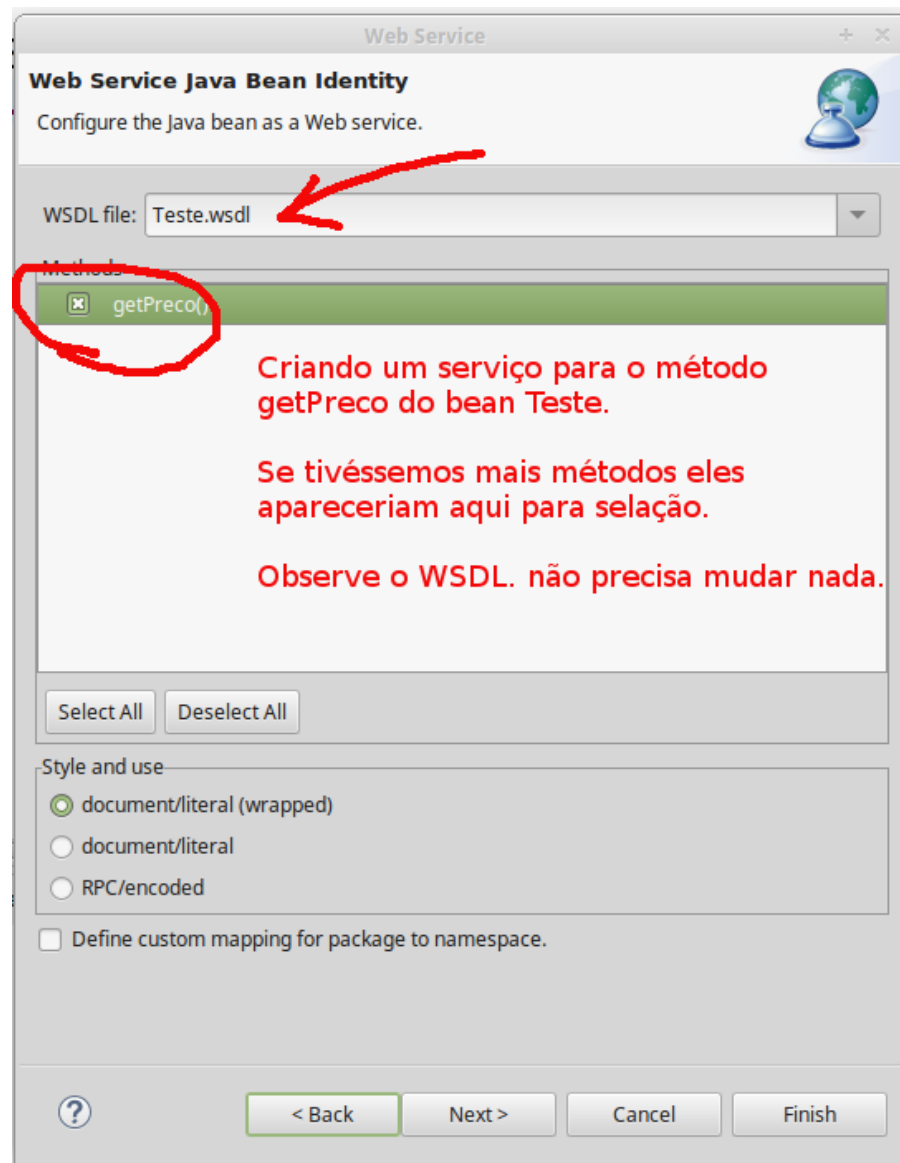 Web Service
Web Service Java Bean Identity
Configure the Java bean as a Web service.
WSDL file: Teste.wsdl
Methods
getPreco()
Criando um serviço para o método
getPreco do bean Teste.
Se tivéssemos mais métodos eles
apareceriam aqui para selação.
Observe o WSDL. não precisa mudar nada.
Select All Deselect All
Style and use
document/literal (wrapped)
document/literal
RPC/encoded
Define custom mapping for package to namespace.
? < Back Next > Cancel Finish